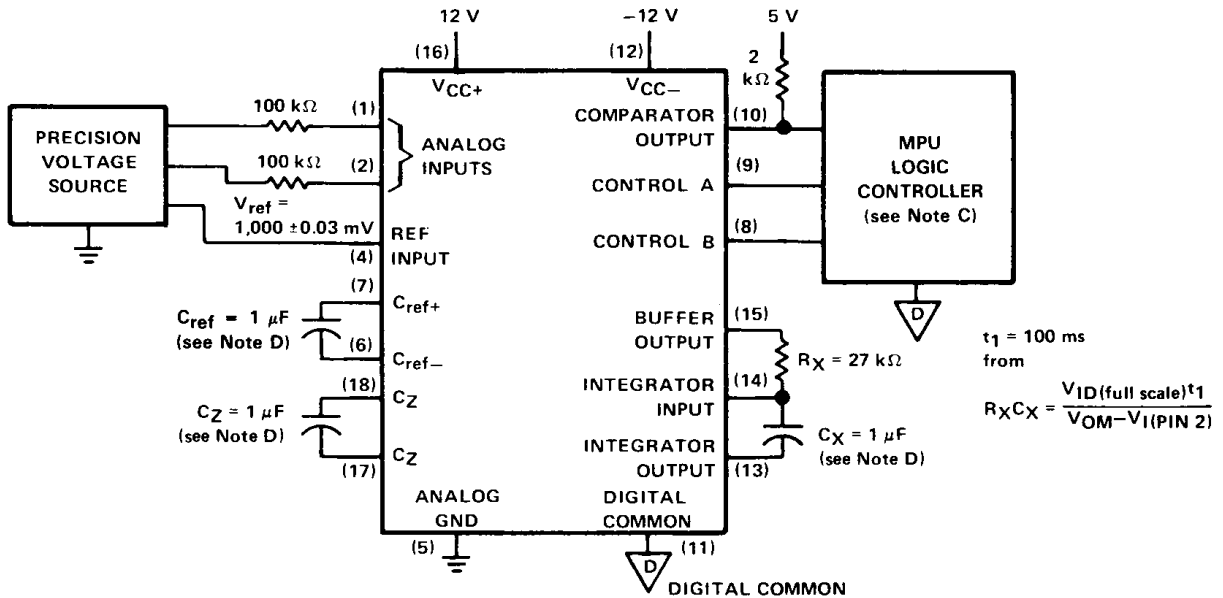 12 V
−12 V
5 V
(16)
(12)
2
kΩ
VCC+
VCC−
PRECISION
VOLTAGE
SOURCE
100 kΩ
(1)
100 kΩ
(2)
ANALOG
INPUTS
Vref =
1,000 ±0.03 mV
(4)
REF
INPUT
COMPARATOR
OUTPUT
(10)
CONTROL A
(9)
CONTROL B
(8)
MPU
LOGIC
CONTROLLER
(see Note C)
D
(7)
Cref+
Cref = 1 μF
(see Note D)
(6)
Cref−
(18)
CZ
CZ = 1 μF
(see Note D)
(17)
CZ
BUFFER
OUTPUT
(15)
RX = 27 kΩ
INTEGRATOR
INPUT
(14)
CX = 1 μF
(see Note D)
INTEGRATOR
OUTPUT
(13)
t1 = 100 ms
from
RXCX = VID(full scale)t1
VOM−VI(PIN 2)
ANALOG
GND
(5)
DIGITAL
COMMON
(11)
D
DIGITAL COMMON